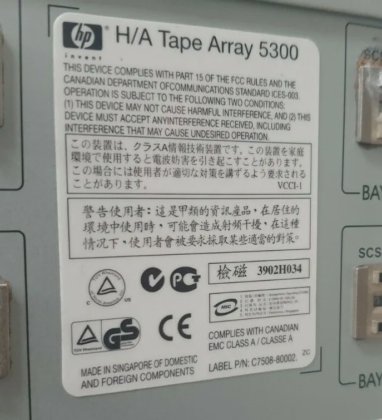 hp
invent
H/A Tape Array 5300
THIS DEVICE COMPLIES WITH PART 15 OF THE FCC RULES AND THE
CANADIAN DEPARTMENT OFCOMMUNICATIONS STANDARD ICES-003.
OPERATION IS SUBJECT TO THE FOLLOWING TWO CONDITIONS:
(1) THIS DEVICE MAY NOT CAUSE HARMFUL INTERFERENCE, AND (2) THIS
DEVICE MUST ACCEPT ANYINTERFERENCE RECEIVED, INCLUDING
INTERFERENCE THAT MAY CAUSE UNDESIRED OPERATION.
この装置は、クラスA情報技術装置です。この装置を家庭
環境で使用すると電波妨害を引き起こすことがあります。
この場合には使用者が適切な対策を講ずるよう要求される
ことがあります。 VCCI-1
警告使用者：這是甲類的資訊產品，在居住的
環境中使用時，可能會造成射頻干擾，在這種
情況下，使用者會被要求採取某些適當的對策。
US
檢磁 3902H034
GS
CE
MIC
COMPLIES WITH CANADIAN
EMC CLASS A / CLASSE A
MADE IN SINGAPORE OF DOMESTIC
AND FOREIGN COMPONENTS
LABEL P/N: C7508-80002. ZC
SCS
BAY
SCS
BAY